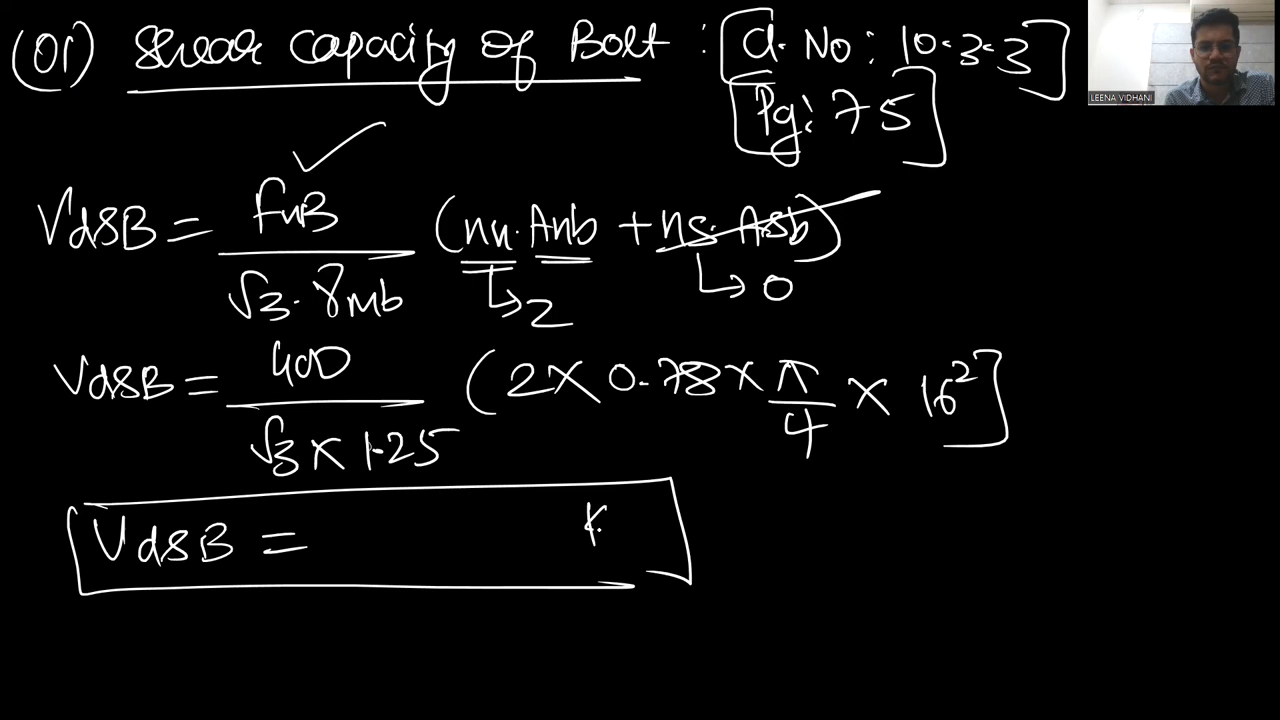 (01) Shear Capacity of Bolt : [Cl. No: 10.3.3]
[Pg: 75]
LEENA VIDHANI
VdSB = FuB / √3 · γmb (nn. Anb + ns. Asb)
↳ 2 ↳ 0
VdSB = 400 / √3 × 1.25 (2 × 0.78 × π/4 × 16²]
VdSB = K